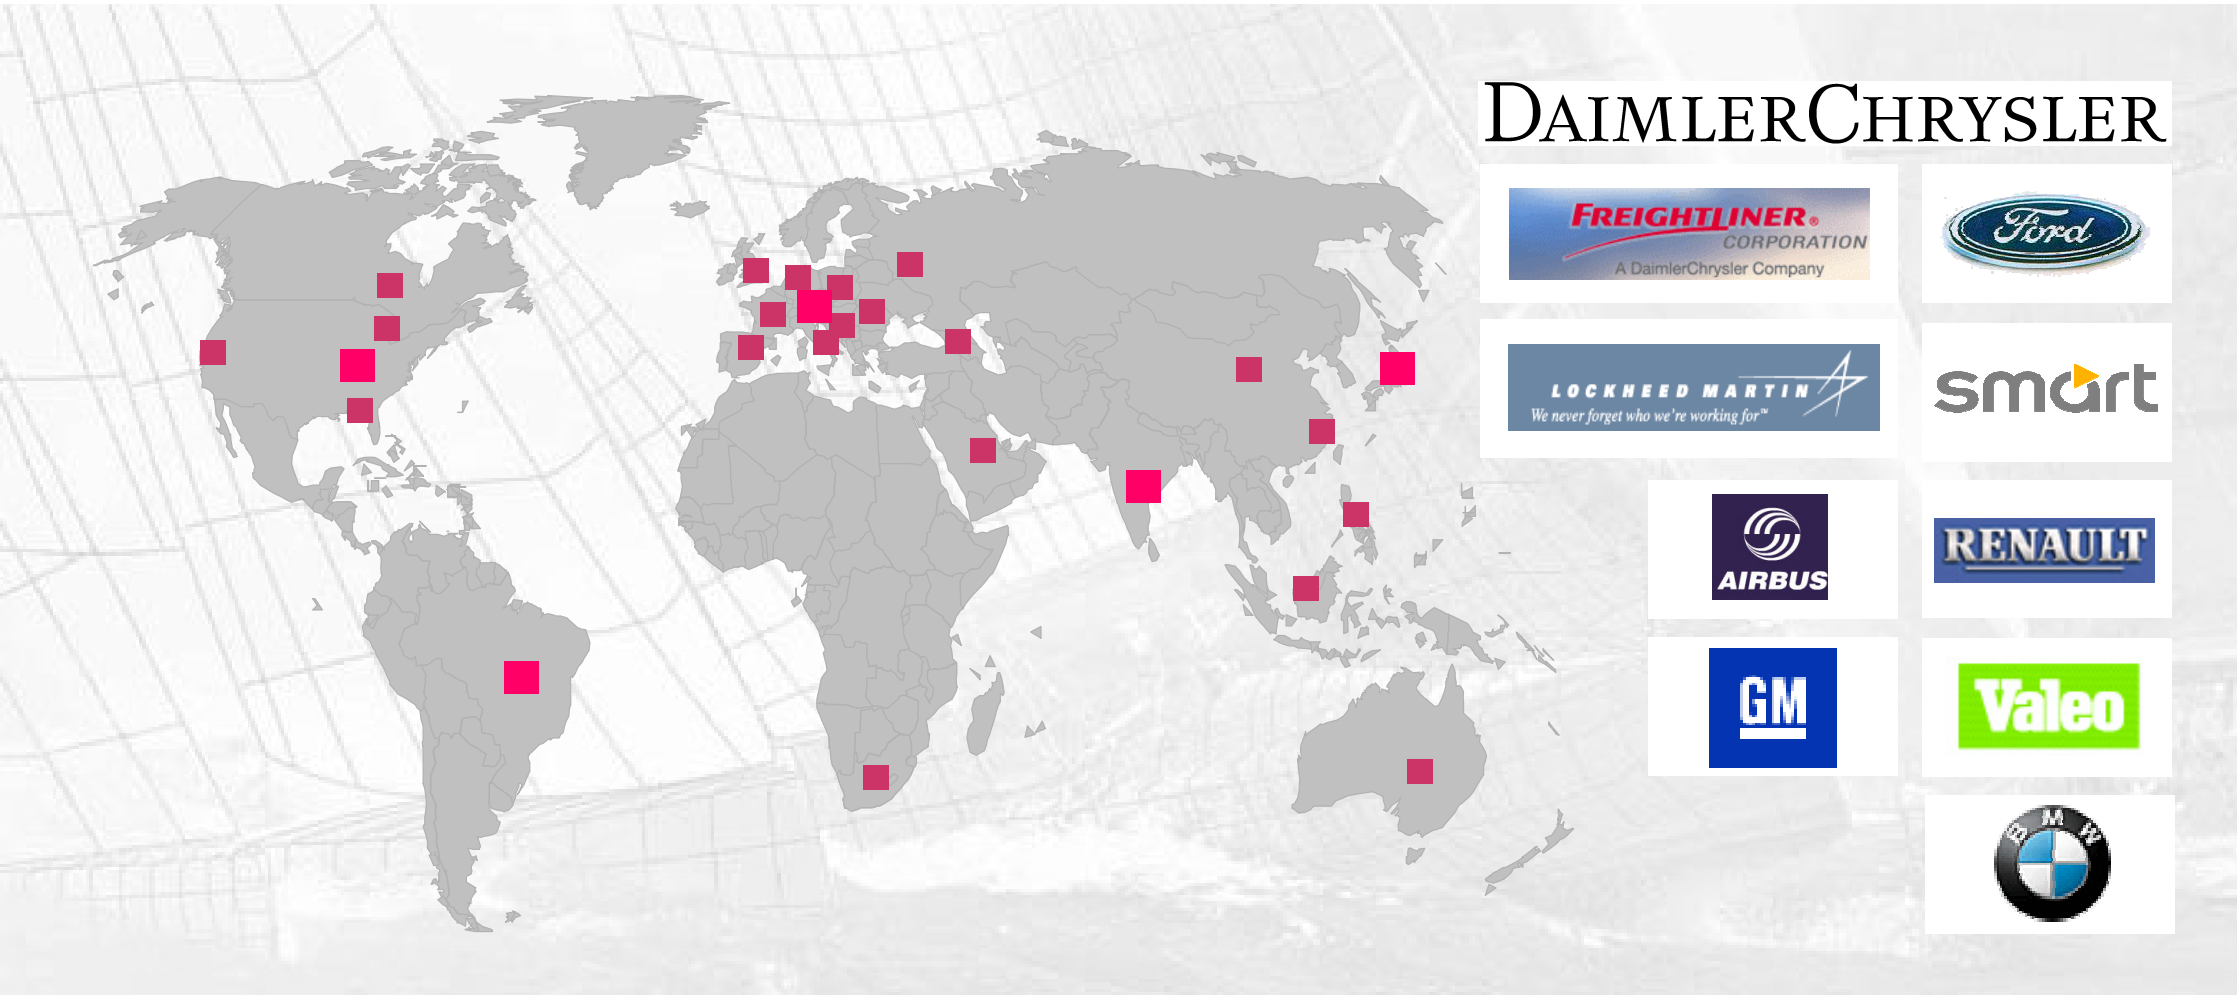 DAIMLERCHRYSLER
FREIGHTLINER®
CORPORATION
A DaimlerChrysler Company
Ford
LOCKHEED MARTIN
We never forget who we're working for™
smart
AIRBUS
RENAULT
GM
Valeo
BMW